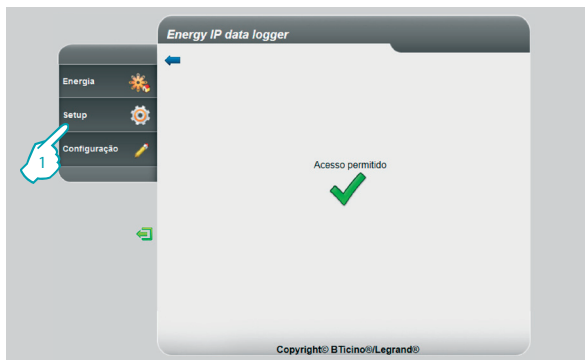 Energy IP data logger
Energia
Setup
Configuração
1
Acesso permitido
Copyright© BTicino®/Legrand®